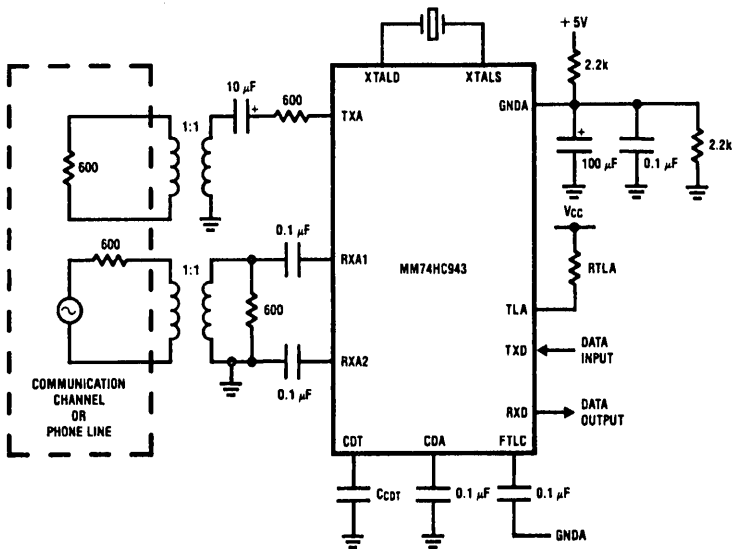 + 5V
2.2k
XTALD
XTALS
GNDA
10 µF
+
600
TXA
1:1
600
+
100 µF
0.1 µF
2.2k
VCC
RTLA
0.1 µF
RXA1
MM74HC943
600
1:1
600
TLA
TXD
DATA
INPUT
RXA2
0.1 µF
RXD
DATA
OUTPUT
COMMUNICATION
CHANNEL
OR
PHONE LINE
CDT
CDA
FTLC
CCDT
0.1 µF
0.1 µF
GNDA